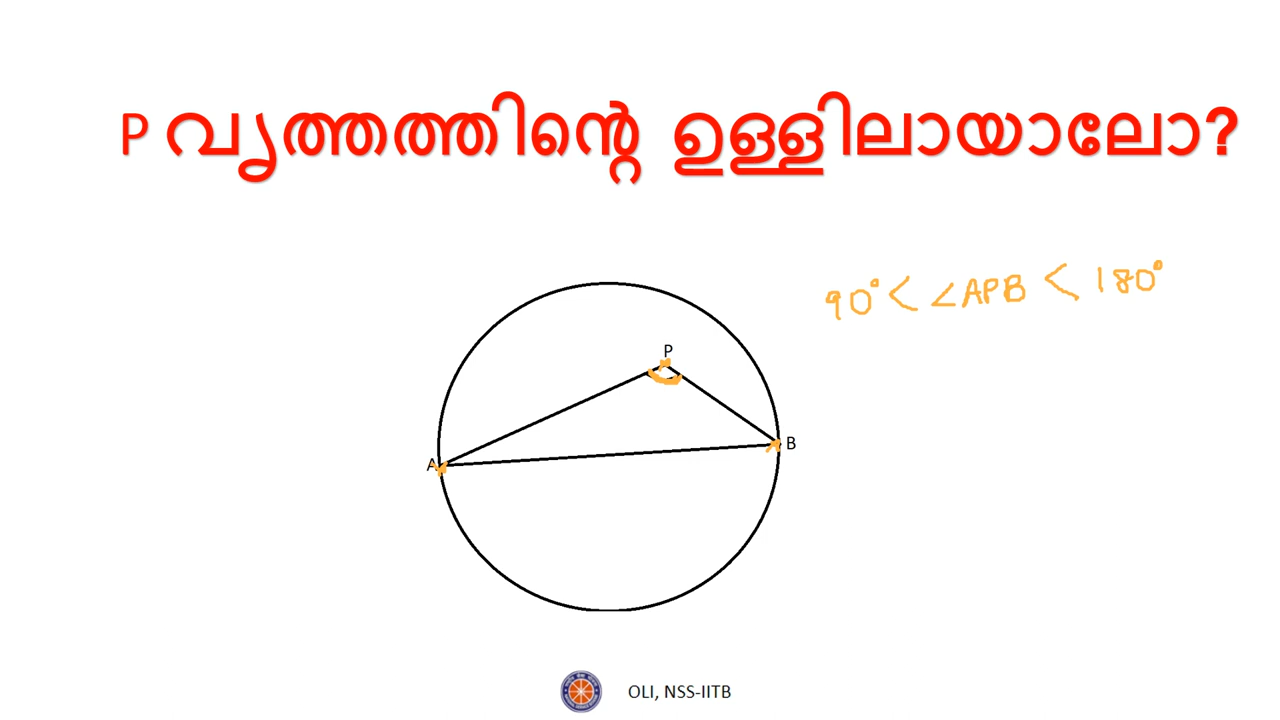 P വൃത്തത്തിന്റെ ഉള്ളിലായാലോ?
90° < ∠APB < 180°
P
A
B
OLI, NSS-IITB